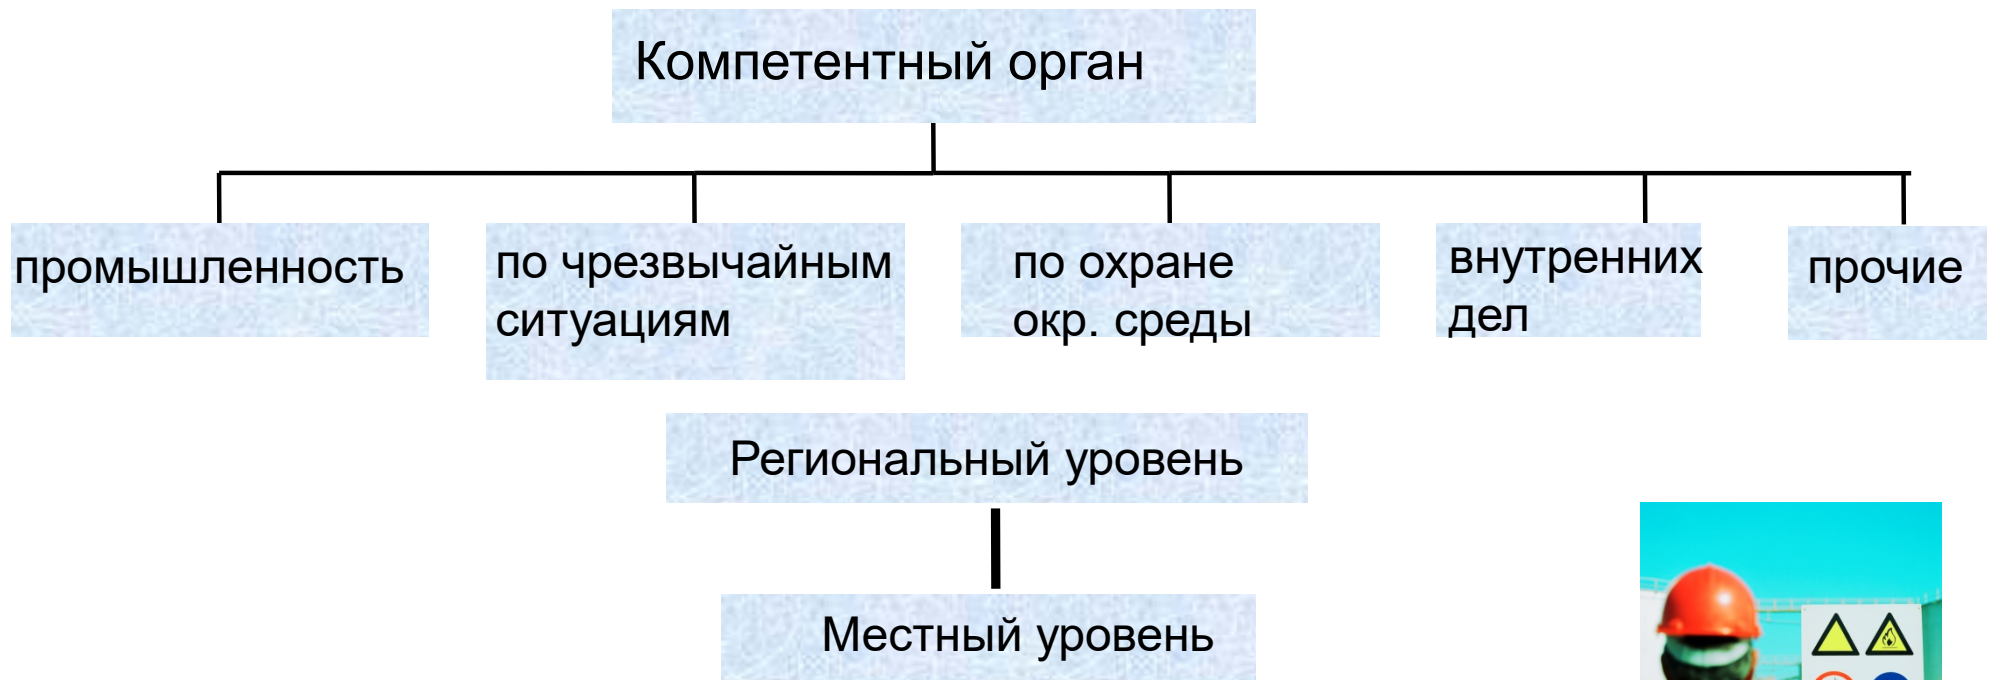 Компетентный орган
промышленность
по чрезвычайным
ситуациям
по охране
окр. среды
внутренних
дел
прочие
Региональный уровень
Местный уровень